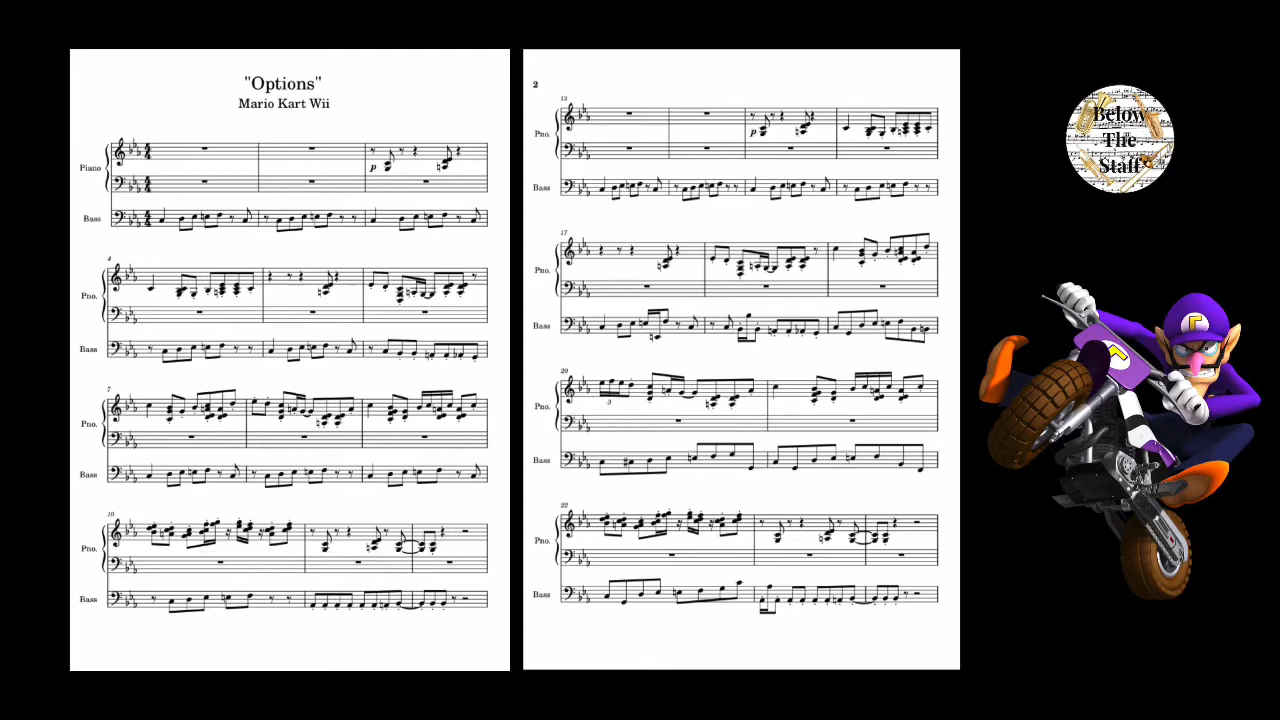 "Options"
Mario Kart Wii
Piano
p
Bass
4
Pno.
Bass
7
Pno.
Bass
10
Pno.
Bass
2
13
Pno.
p
Bass
17
Pno.
Bass
20
3
Pno.
Bass
22
Pno.
Bass
Below
The
Staff